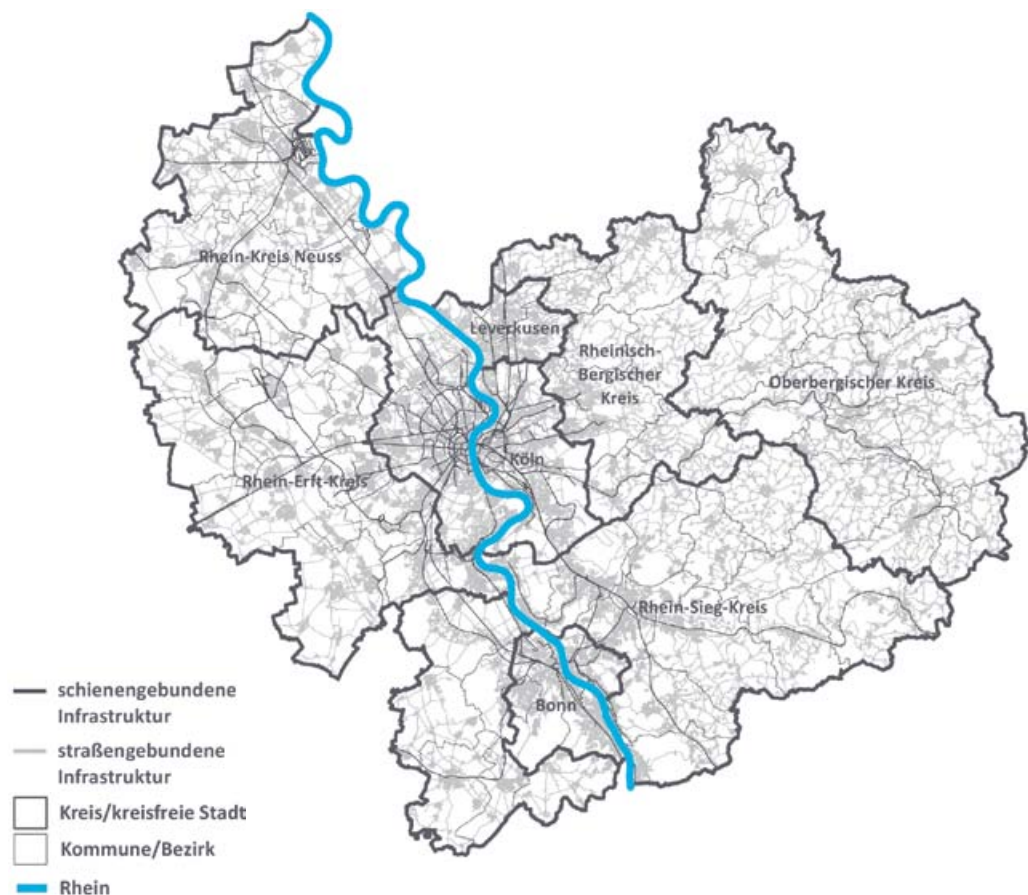 Rhein-Kreis Neuss
Leverkusen
Rheinisch-
Bergischer
Kreis
Oberbergischer Kreis
Köln
Rhein-Erft-Kreis
Rhein-Sieg-Kreis
Bonn
schienengebundene
Infrastruktur
straßengebundene
Infrastruktur
Kreis/kreisfreie Stadt
Kommune/Bezirk
Rhein